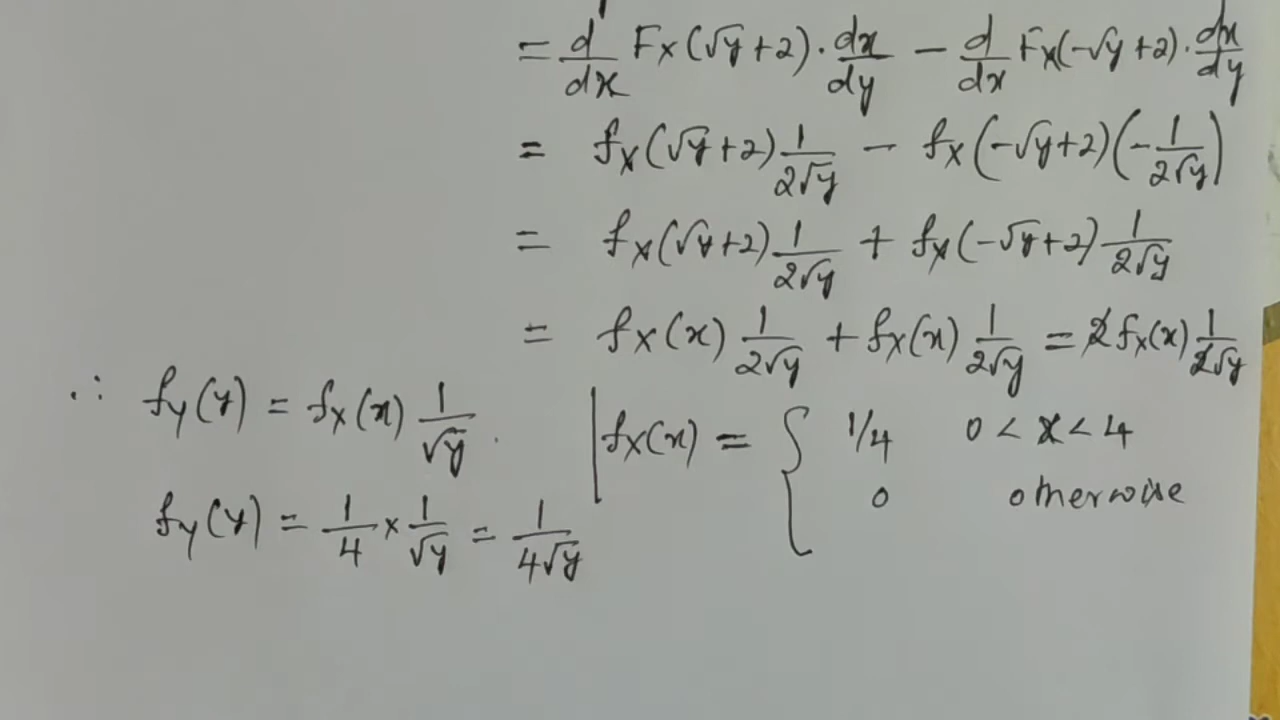 = d/dx Fx(√y+2)·dx/dy − d/dx Fx(−√y+2)·dx/dy
= fx(√y+2) 1/2√y − fx(−√y+2)(−1/2√y)
= fx(√y+2) 1/2√y + fx(−√y+2) 1/2√y
= fx(x) 1/2√y + fx(x) 1/2√y = 2fx(x) 1/2√y
∴ fy(y) = fx(x) 1/√y . | fx(x) = { 1/4 0 < x < 4
0 otherwise
fy(y) = 1/4 × 1/√y = 1/4√y